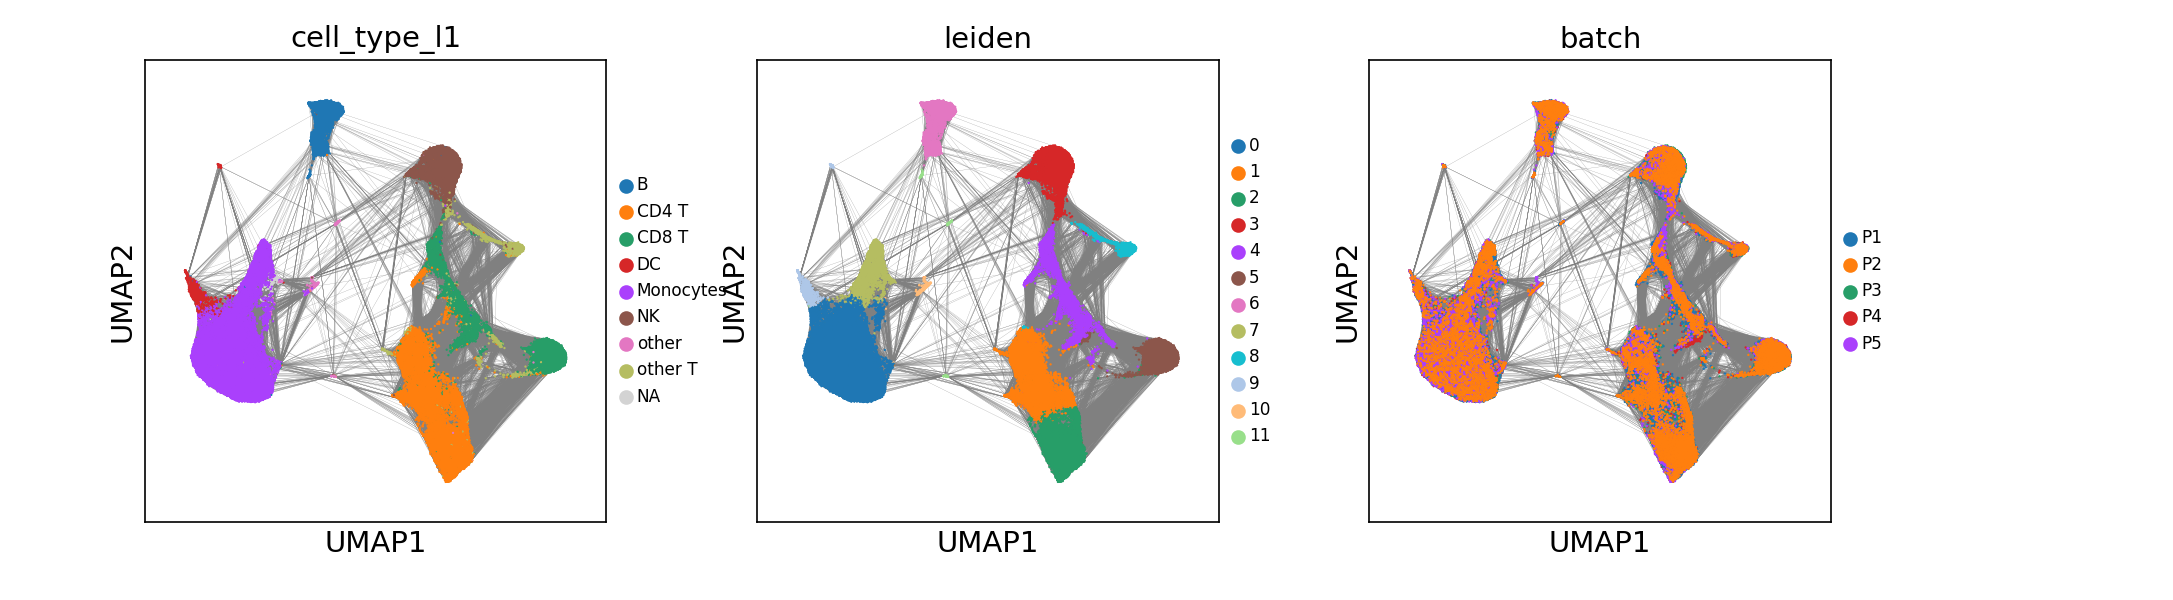 cell_type_l1
UMAP2
UMAP1
B
CD4 T
CD8 T
DC
Monocytes
NK
other
other T
NA
leiden
UMAP2
UMAP1
0
1
2
3
4
5
6
7
8
9
10
11
batch
UMAP2
UMAP1
P1
P2
P3
P4
P5